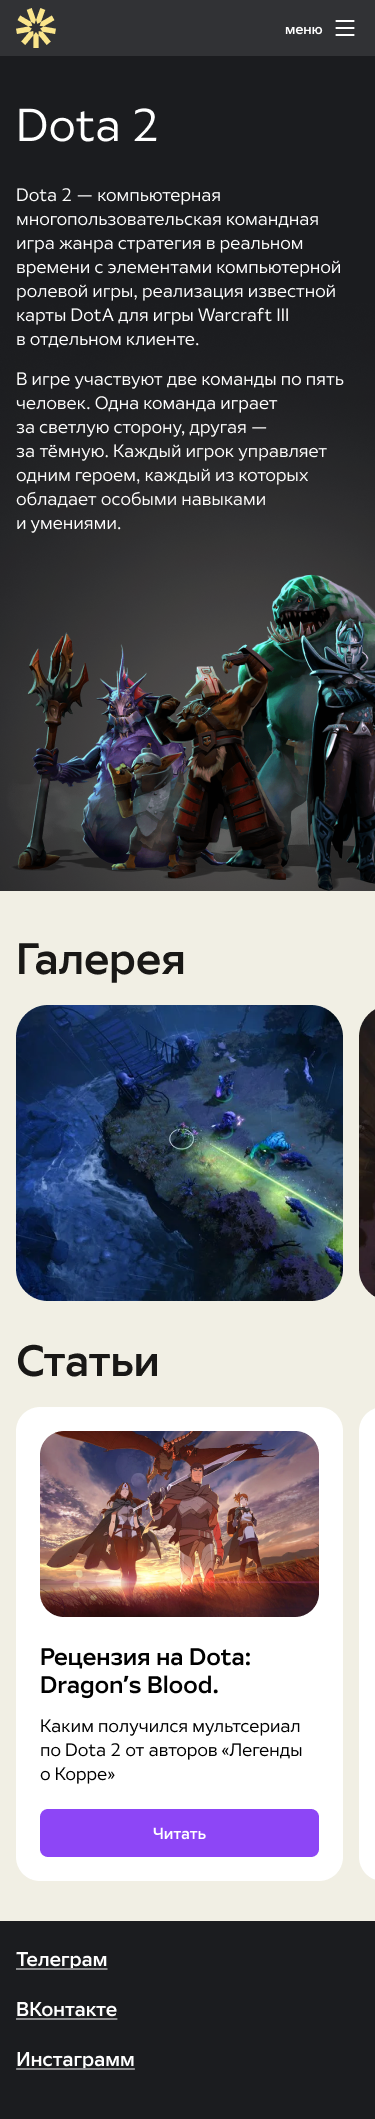 меню
Dota 2
Dota 2 — компьютерная
многопользовательская командная
игра жанра стратегия в реальном
времени с элементами компьютерной
ролевой игры, реализация известной
карты DotA для игры Warcraft III
в отдельном клиенте.
В игре участвуют две команды по пять
человек. Одна команда играет
за светлую сторону, другая —
за тёмную. Каждый игрок управляет
одним героем, каждый из которых
обладает особыми навыками
и умениями.
Галерея
Статьи
Рецензия на Dota:
Dragon’s Blood.
Каким получился мультсериал
по Dota 2 от авторов «Легенды
о Корре»
Читать
Телеграм
ВКонтакте
Инстаграмм